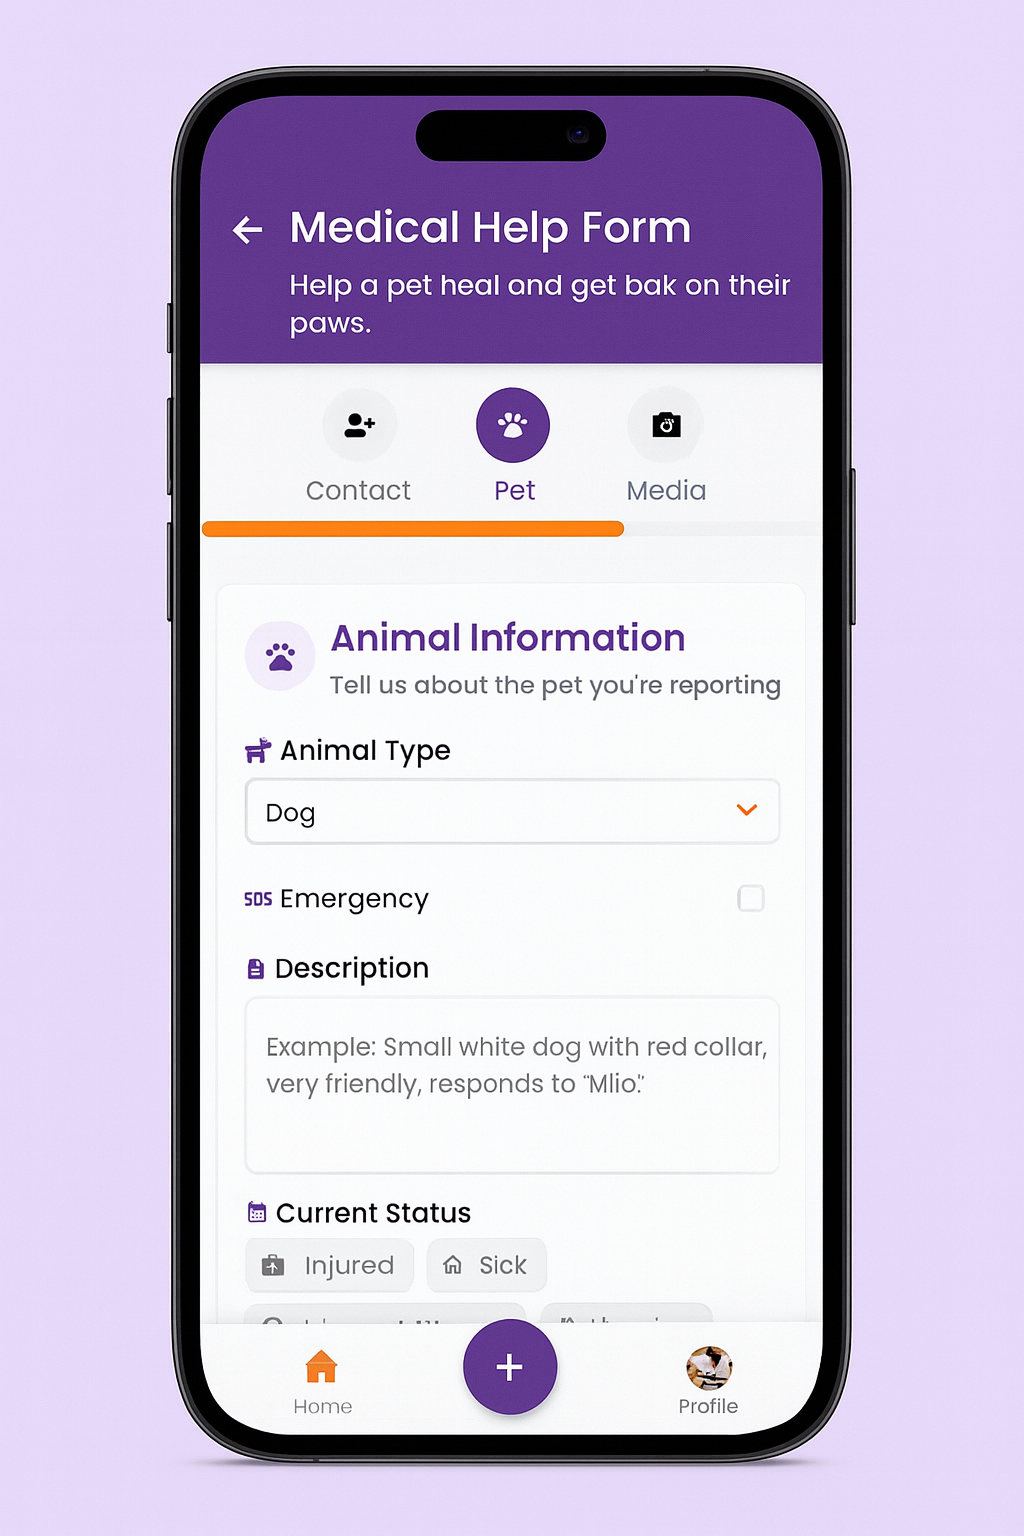 Medical Help Form
Help a pet heal and get bak on their
paws.
Contact
Pet
Media
Animal Information
Tell us about the pet you're reporting
Animal Type
Dog
SOS Emergency
Description
Example: Small white dog with red collar,
very friendly, responds to "Mlio."
Current Status
Injured
Sick
Home
Profile